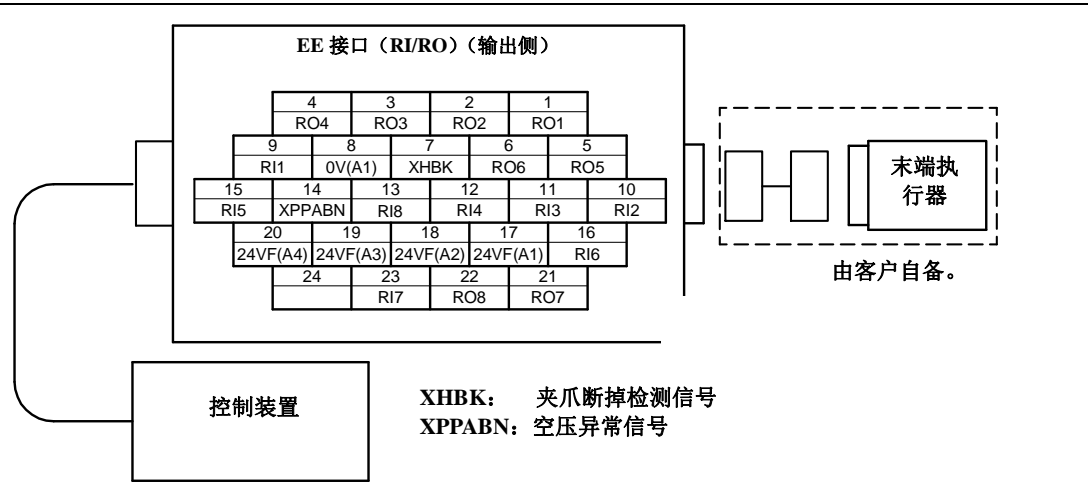 EE 接口（RI/RO）（输出侧）
4 3 2 1
RO4 RO3 RO2 RO1
9 8 7 6 5
RI1 0V(A1) XHBK RO6 RO5
15 14 13 12 11 10
RI5 XPPABN RI8 RI4 RI3 RI2
20 19 18 17 16
24VF(A4) 24VF(A3) 24VF(A2) 24VF(A1) RI6
24 23 22 21
RI7 RO8 RO7
末端执
行器
由客户自备。
控制装置
XHBK： 夹爪断掉检测信号
XPPABN：空压异常信号